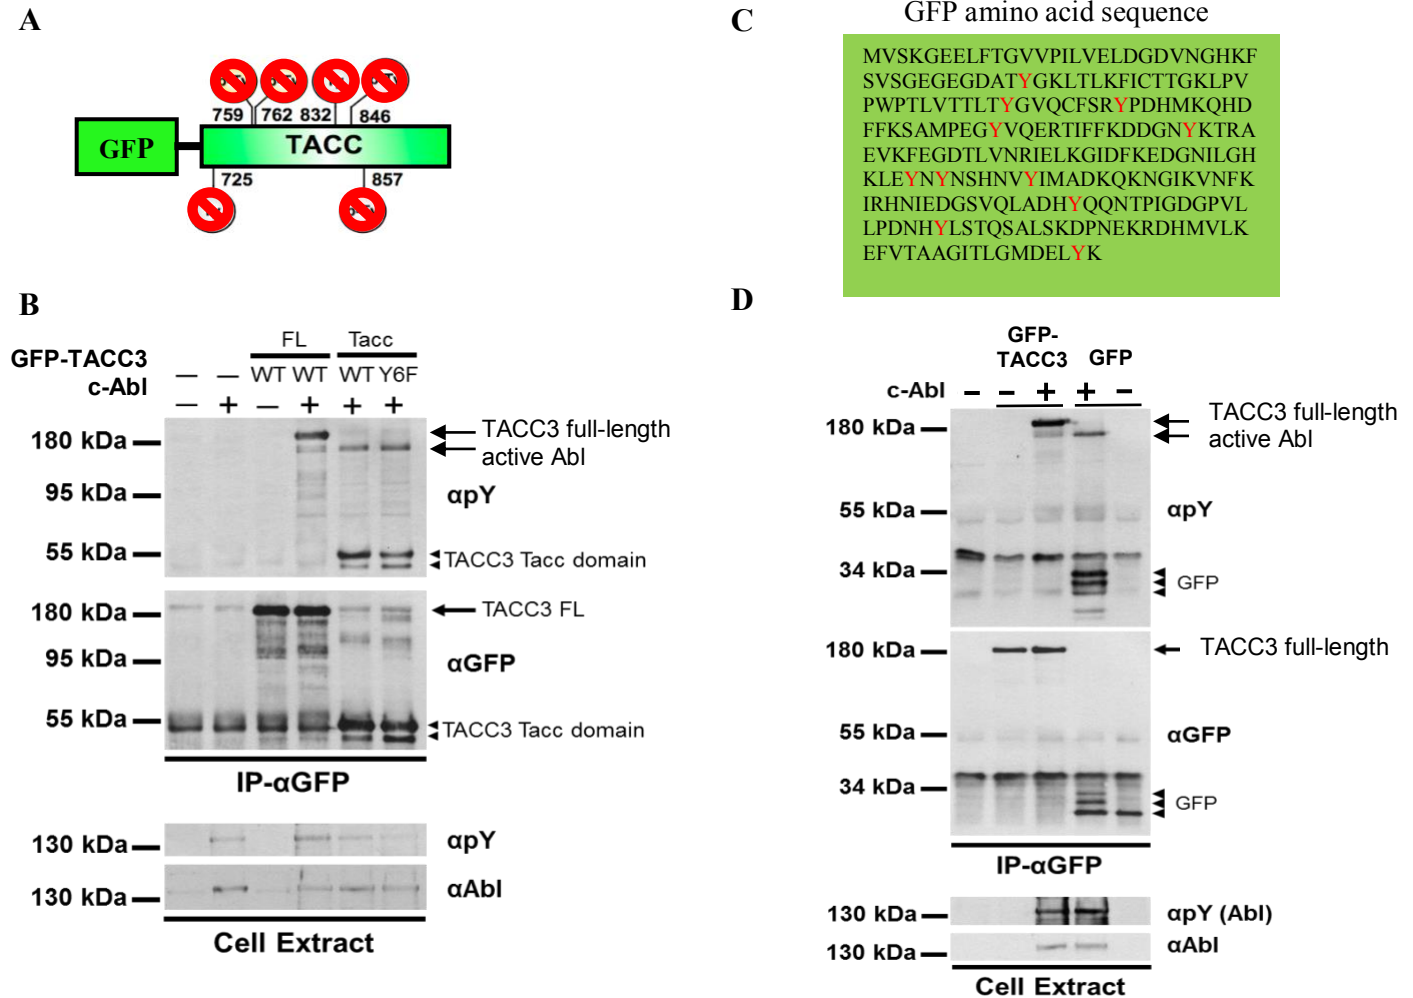 A
759 762 832 846
GFP
TACC
725
857
B
FL Tacc
GFP-TACC3 — — WT WT WT Y6F
c-Abl — + — + + +
180 kDa
95 kDa
55 kDa
TACC3 full-length
active Abl
αpY
TACC3 Tacc domain
180 kDa
95 kDa
55 kDa
TACC3 FL
αGFP
TACC3 Tacc domain
IP-αGFP
130 kDa
αpY
130 kDa
αAbl
Cell Extract
C
GFP amino acid sequence
MVSKGEELFTGVVPILVELDGDVNGHKF
SVSGEGEGDATYGKLTLKFICTTGKLPV
PWPTLVTTLTYGVQCFSRYPDHMKQHD
FFKSAMPEGYVQERTIFFKDDGNYKTRA
EVKFEGDTLVNRIELKGIDFKEDGNILGH
KLEYNYNSHNVYIMADKQKNGIKVNFK
IRHNIEDGSVQLADHYQQNTPIGDGPVL
LPDNHYLSTQSALSKDPNEKRDHMVLK
EFVTAAGITLGMDELYK
D
GFP-
TACC3
GFP
c-Abl – – + + –
180 kDa
55 kDa
34 kDa
TACC3 full-length
active Abl
αpY
GFP
180 kDa
55 kDa
34 kDa
TACC3 full-length
αGFP
GFP
IP-αGFP
130 kDa
αpY (Abl)
130 kDa
αAbl
Cell Extract